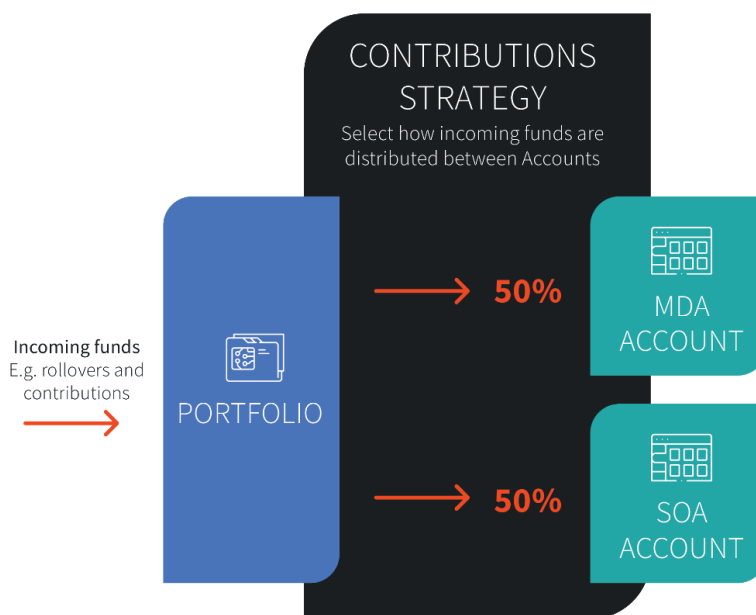 CONTRIBUTIONS
STRATEGY
Select how incoming funds are
distributed between Accounts
Incoming funds
E.g. rollovers and
contributions
PORTFOLIO
50%
MDA
ACCOUNT
50%
SOA
ACCOUNT